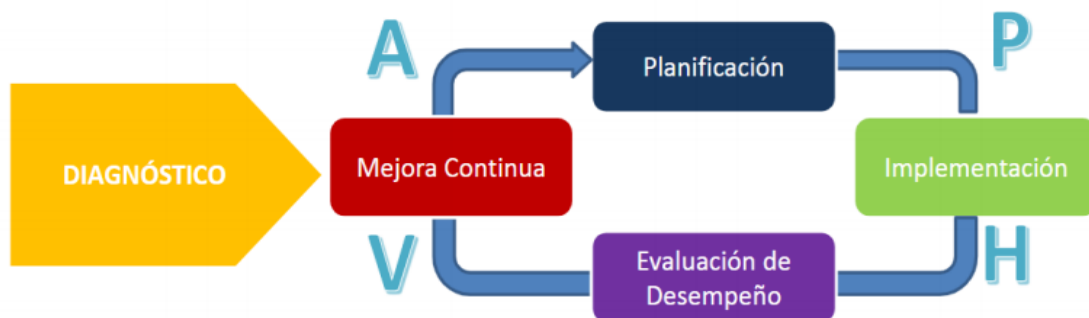 A
Planificación
P
DIAGNÓSTICO
Mejora Continua
Implementación
V
Evaluación de
Desempeño
H